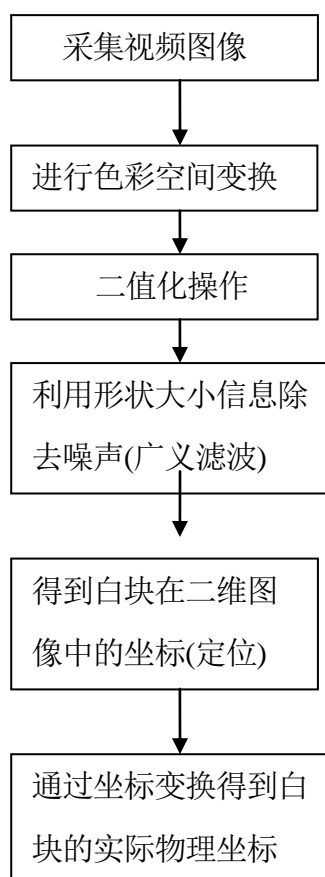 采集视频图像
进行色彩空间变换
二值化操作
利用形状大小信息除
去噪声(广义滤波)
得到白块在二维图
像中的坐标(定位)
通过坐标变换得到白
块的实际物理坐标